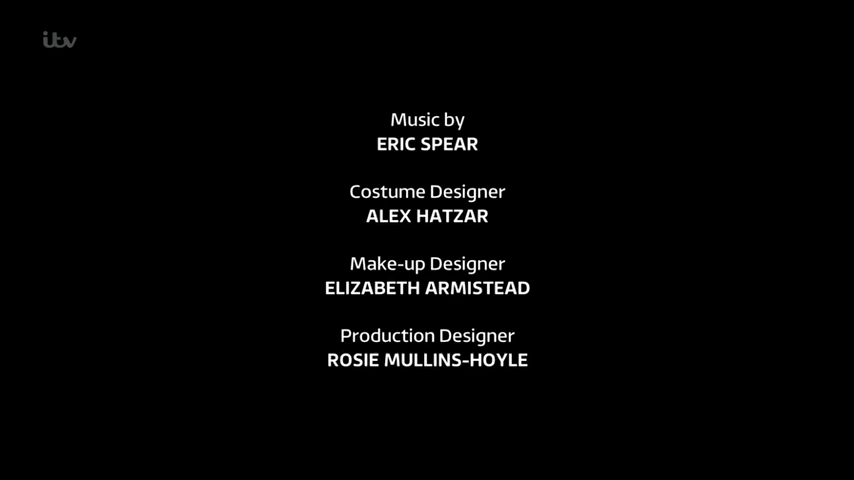 itv
Music by
ERIC SPEAR
Costume Designer
ALEX HATZAR
Make-up Designer
ELIZABETH ARMISTEAD
Production Designer
ROSIE MULLINS-HOYLE